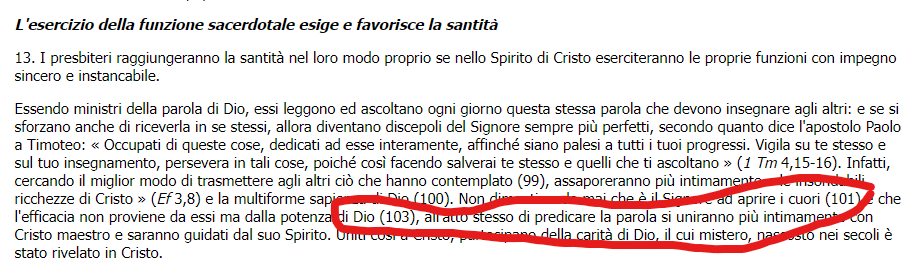 L'esercizio della funzione sacerdotale esige e favorisce la santità
13. I presbiteri raggiungeranno la santità nel loro modo proprio se nello Spirito di Cristo eserciteranno le proprie funzioni con impegno
sincero e instancabile.
Essendo ministri della parola di Dio, essi leggono ed ascoltano ogni giorno questa stessa parola che devono insegnare agli altri: e se si
sforzano anche di riceverla in se stessi, allora diventano discepoli del Signore sempre più perfetti, secondo quanto dice l'apostolo Paolo
a Timoteo: « Occupati di queste cose, dedicati ad esse interamente, affinché siano palesi a tutti i tuoi progressi. Vigila su te stesso e
sul tuo insegnamento, persevera in tali cose, poiché così facendo salverai te stesso e quelli che ti ascoltano » (1 Tm 4,15-16). Infatti,
cercando il miglior modo di trasmettere agli altri ciò che hanno contemplato (99), assaporeranno più intimamente « le insondabili
ricchezze di Cristo » (Ef 3,8) e la multiforme sapienza di Dio (100). Non mai che è il Signore ad aprire i cuori (101) e che
l'efficacia non proviene da essi ma dalla potenza di Dio (103), all'atto stesso di predicare la parola si uniranno più intimamente con
Cristo maestro e saranno guidati dal suo Spirito. Uniti così a Cristo, partecipano della carità di Dio, il cui mistero, nascosto nei secoli è
stato rivelato in Cristo.